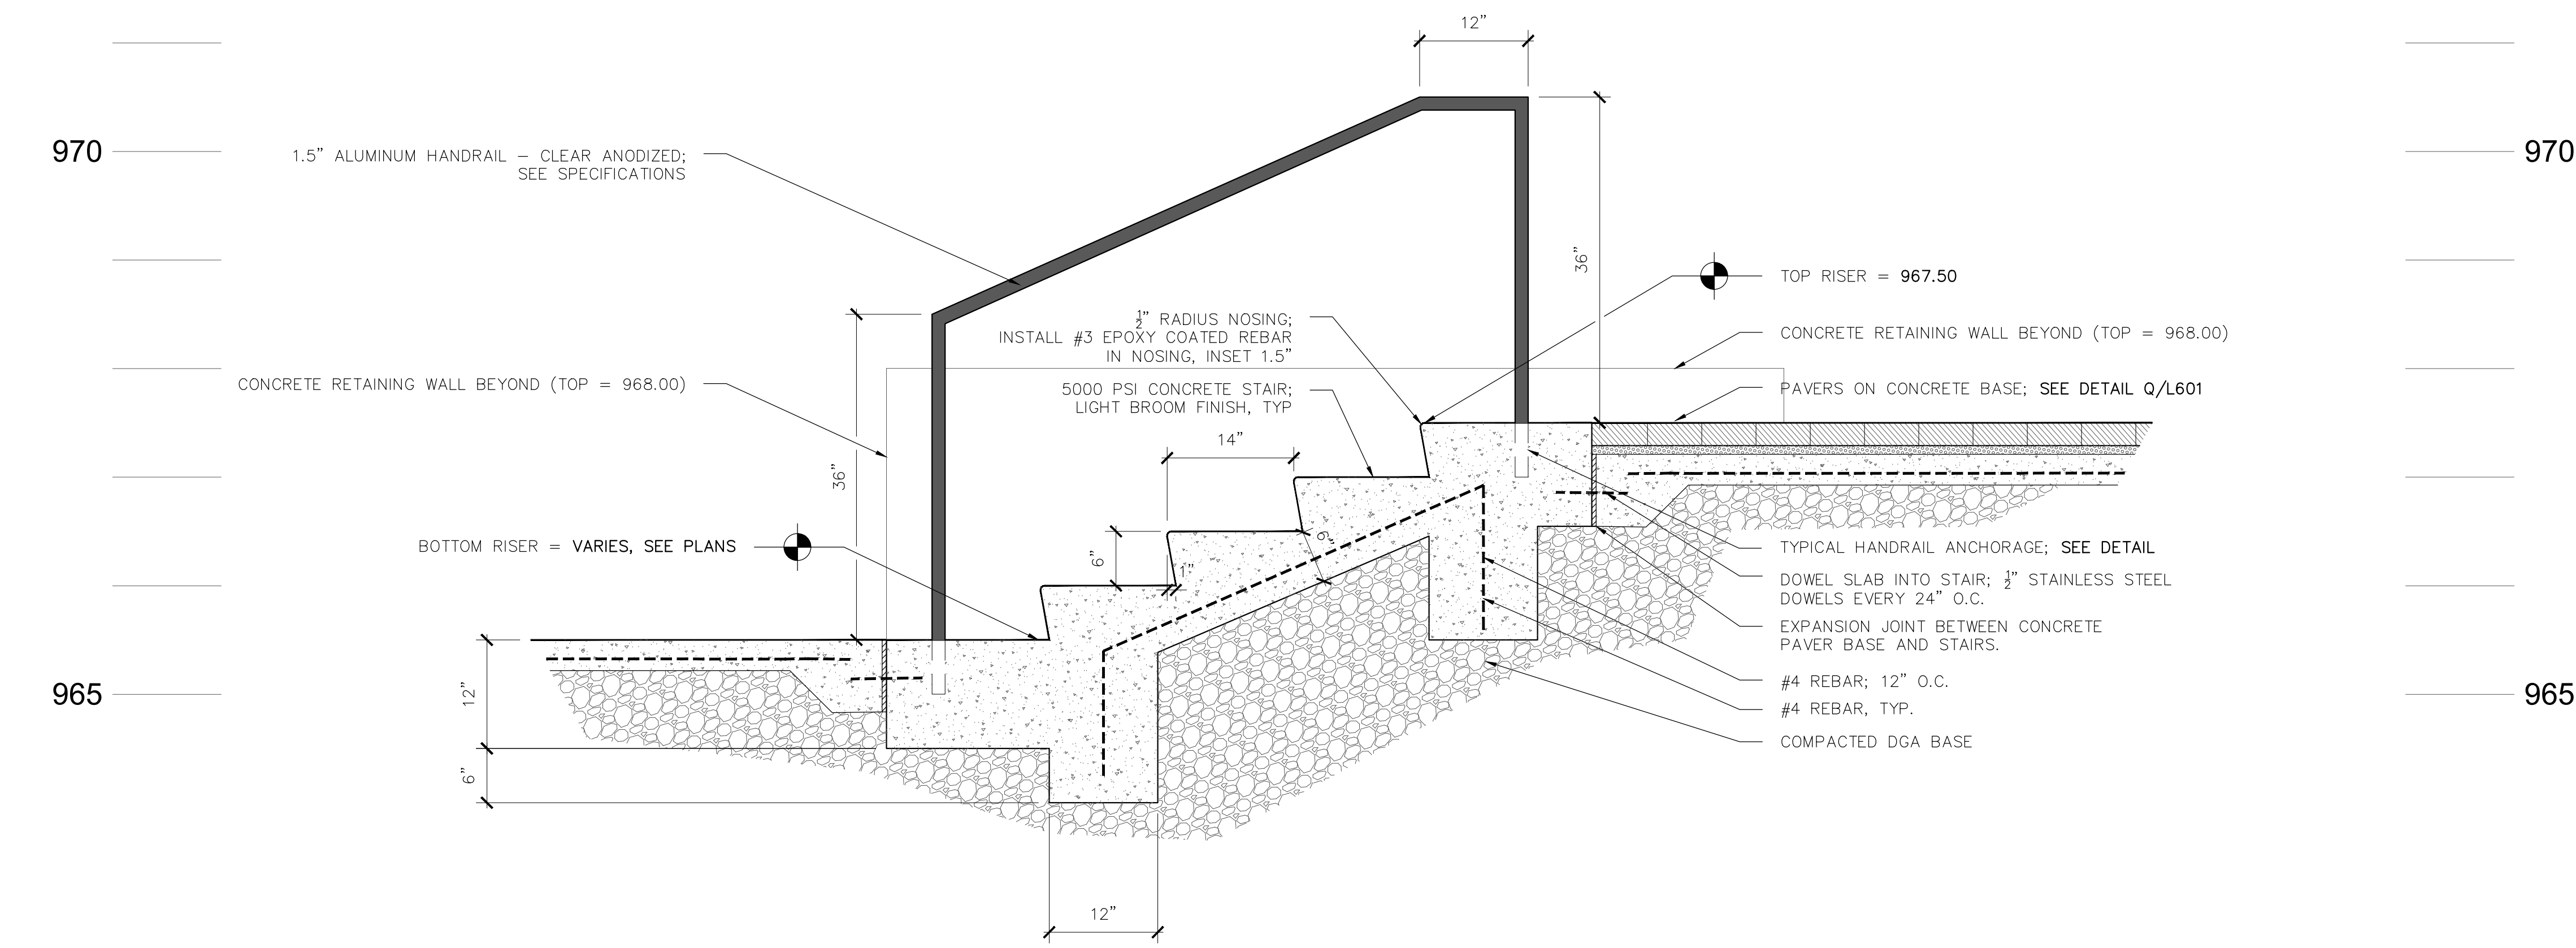 12”
970
970
1.5” ALUMINUM HANDRAIL – CLEAR ANODIZED;
SEE SPECIFICATIONS
36”
TOP RISER = 967.50
½” RADIUS NOSING;
INSTALL #3 EPOXY COATED REBAR
IN NOSING, INSET 1.5”
CONCRETE RETAINING WALL BEYOND (TOP = 968.00)
CONCRETE RETAINING WALL BEYOND (TOP = 968.00)
5000 PSI CONCRETE STAIR;
LIGHT BROOM FINISH, TYP
PAVERS ON CONCRETE BASE; SEE DETAIL Q/L601
14”
36”
BOTTOM RISER = VARIES, SEE PLANS
6”
1”
6”
TYPICAL HANDRAIL ANCHORAGE; SEE DETAIL
DOWEL SLAB INTO STAIR; ½” STAINLESS STEEL
DOWELS EVERY 24” O.C.
EXPANSION JOINT BETWEEN CONCRETE
PAVER BASE AND STAIRS.
#4 REBAR; 12” O.C.
#4 REBAR, TYP.
COMPACTED DGA BASE
965
965
12”
6”
12”